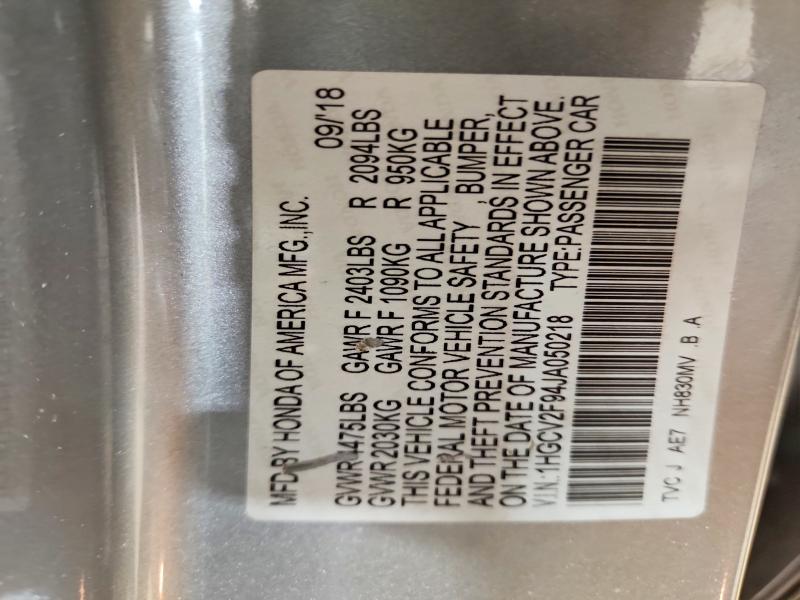 MFD.BY HONDA OF AMERICA MFG.,INC. 09/'18
GVWR 4475LBS GAWR F 2403LBS R 2094LBS
GVWR 2030KG GAWR F 1090KG R 950KG
THIS VEHICLE CONFORMS TO ALL APPLICABLE
FEDERAL MOTOR VEHICLE SAFETY , BUMPER,
AND THEFT PREVENTION STANDARDS IN EFFECT
ON THE DATE OF MANUFACTURE SHOWN ABOVE.
V.I.N.:1HGCV2F94JA050218 TYPE:PASSENGER CAR
TVC J AE7 NH830MV .B .A